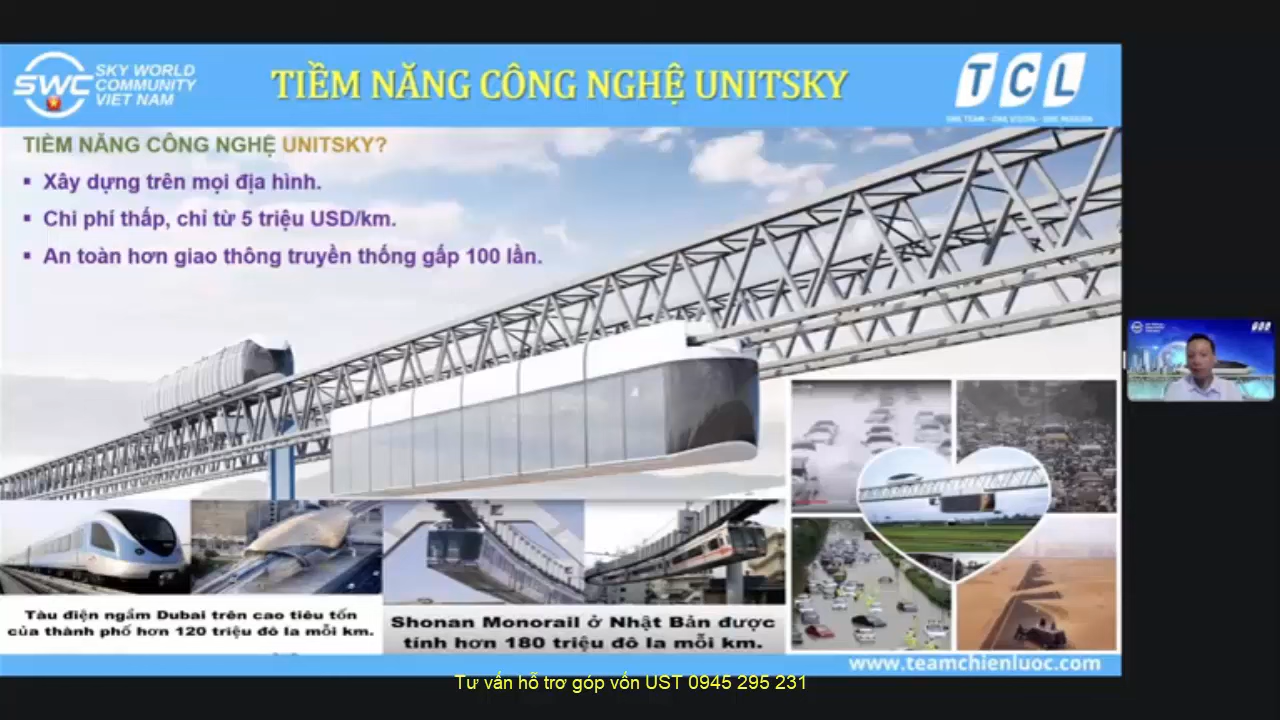 SWC SKY WORLD
COMMUNITY
VIET NAM
TIỀM NĂNG CÔNG NGHỆ UNITSKY
TCL
TIỀM NĂNG CÔNG NGHỆ UNITSKY?
▪ Xây dựng trên mọi địa hình.
▪ Chi phí thấp, chỉ từ 5 triệu USD/km.
▪ An toàn hơn giao thông truyền thống gấp 100 lần.
Tàu điện ngầm Dubai trên cao tiêu tốn
của thành phố hơn 120 triệu đô la mỗi km.
Shonan Monorail ở Nhật Bản được
tính hơn 180 triệu đô la mỗi km.
www.teamchienluoc.com
Tư vấn hỗ trơ góp vốn UST 0945 295 231